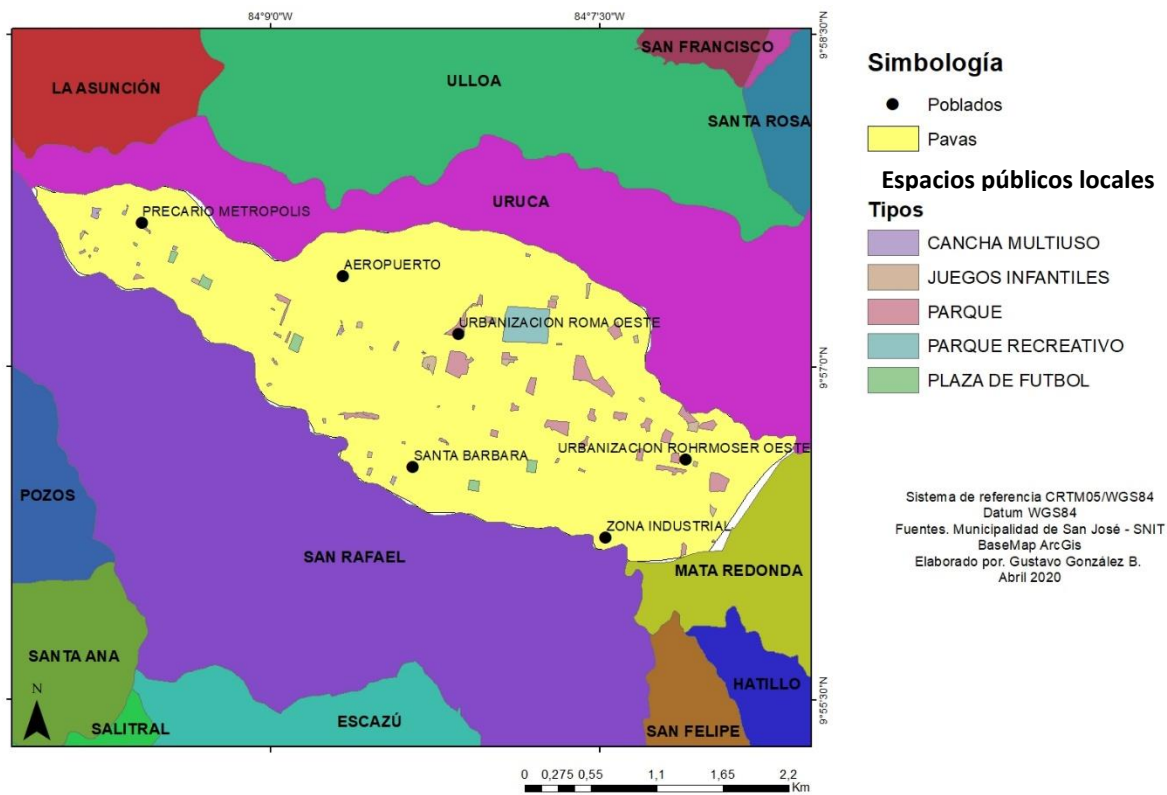 84°9'0"W
84°7'30"W
9°58'30"N
9°57'0"N
9°55'30"N
LA ASUNCIÓN
ULLOA
SAN FRANCISCO
SANTA ROSA
URUCA
PRECARIO METROPOLIS
AEROPUERTO
URBANIZACION ROMA OESTE
URBANIZACION ROHRMOSER OESTE
SANTA BARBARA
ZONA INDUSTRIAL
POZOS
SAN RAFAEL
MATA REDONDA
SANTA ANA
HATILLO
N
SALITRAL
ESCAZÚ
SAN FELIPE
0 0,275 0,55 1,1 1,65 2,2
Km
Simbología
Poblados
Pavas
Espacios públicos locales
Tipos
CANCHA MULTIUSO
JUEGOS INFANTILES
PARQUE
PARQUE RECREATIVO
PLAZA DE FUTBOL
Sistema de referencia CRTM05/WGS84
Datum WGS84
Fuentes. Municipalidad de San José - SNIT
BaseMap ArcGis
Elaborado por. Gustavo González B.
Abril 2020